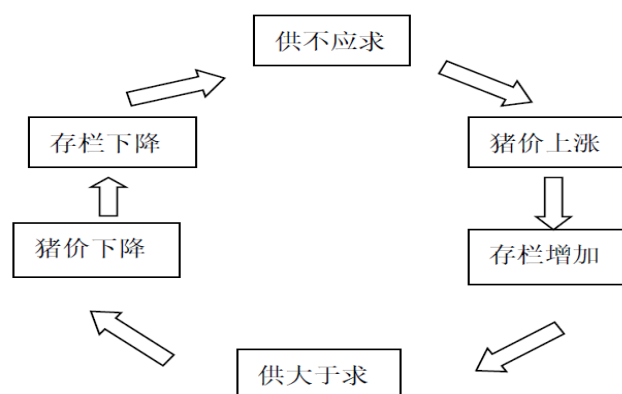 供不应求
存栏下降
猪价上涨
猪价下降
存栏增加
供大于求